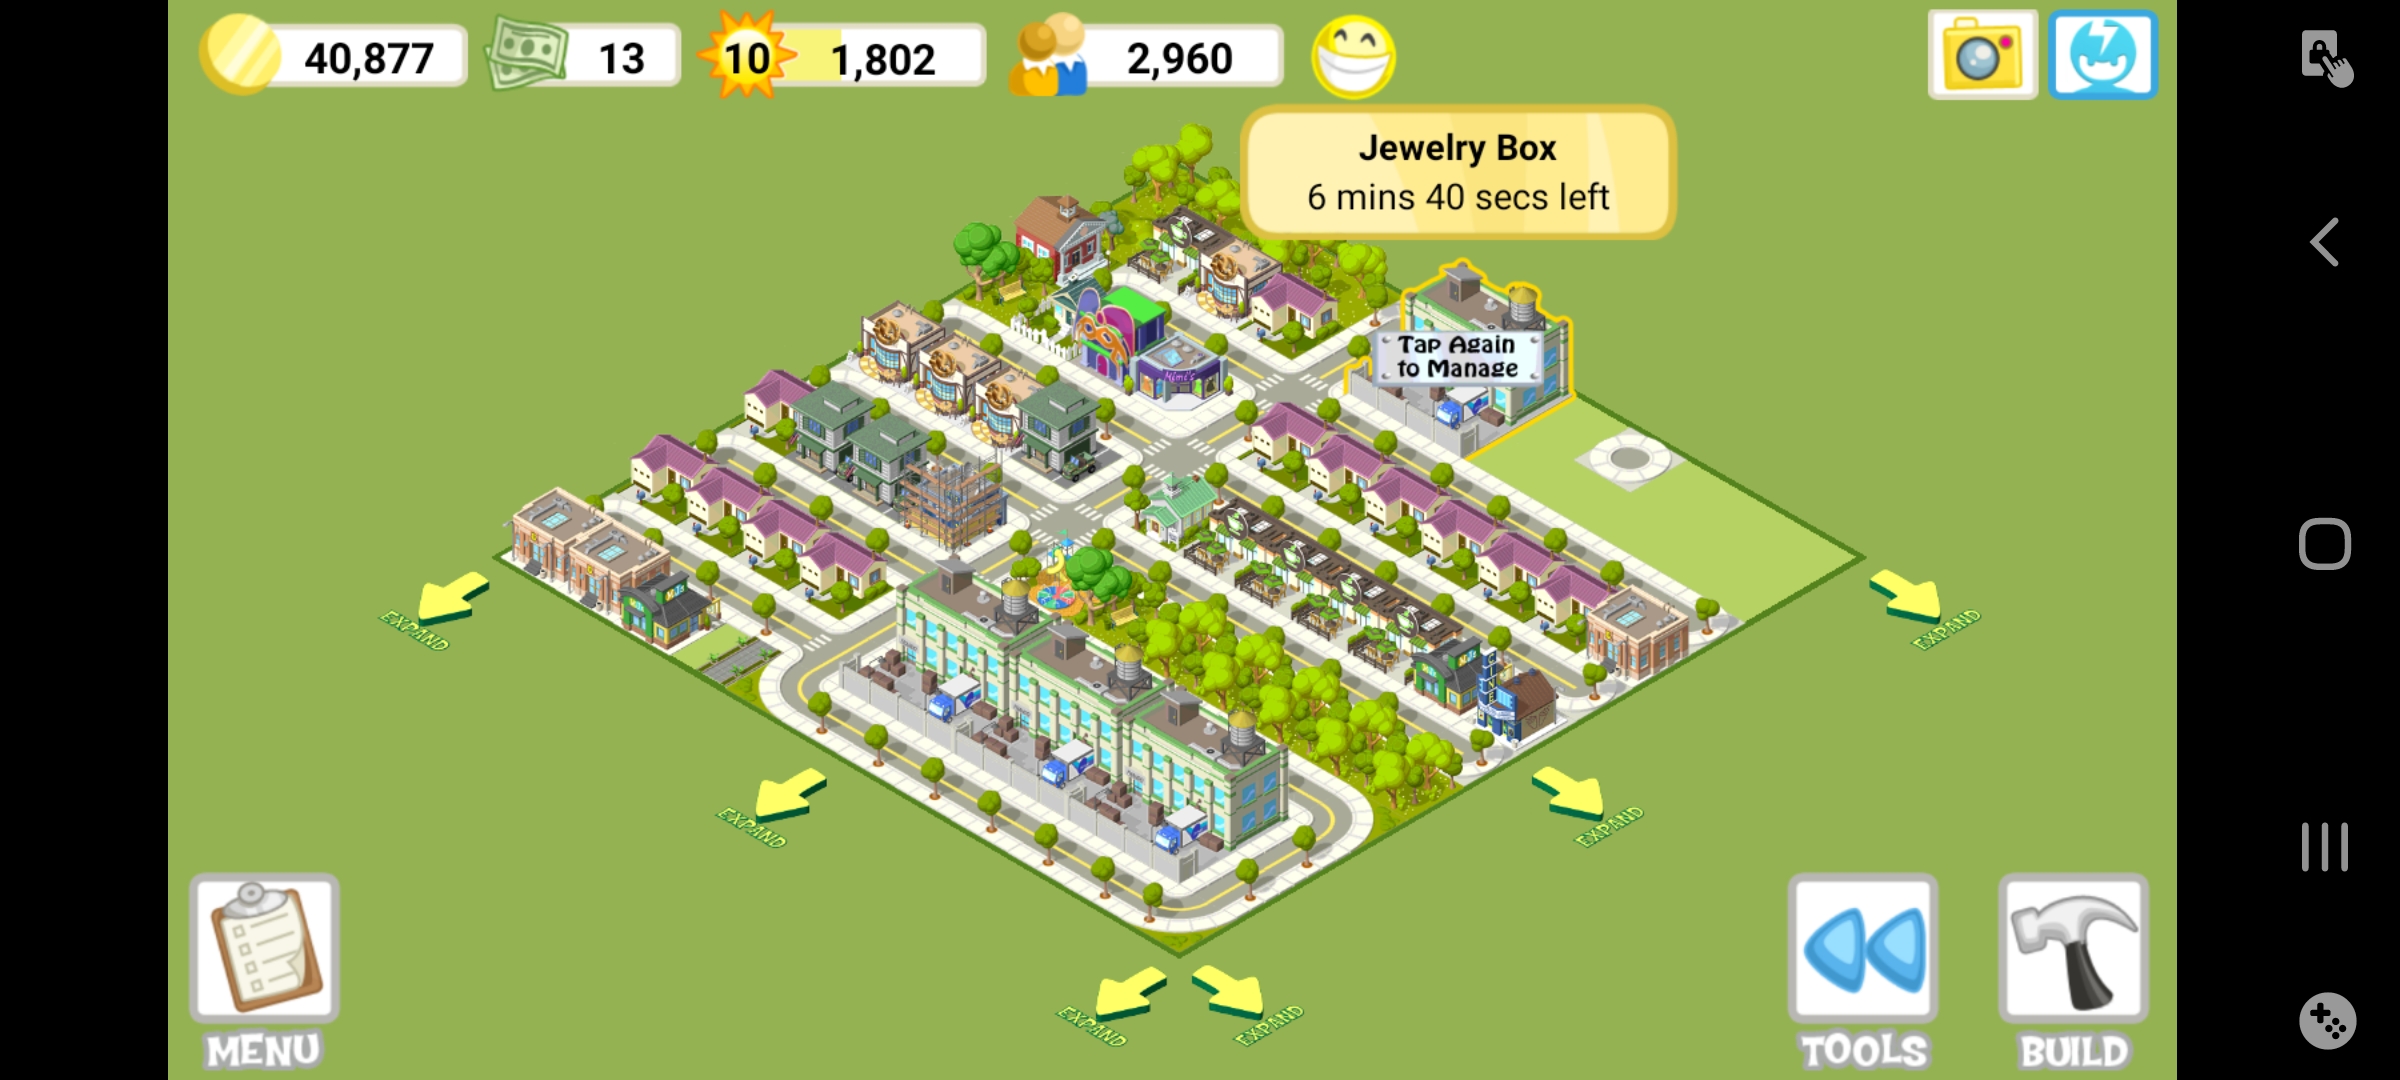 40,877
13
10
1,802
2,960
Jewelry Box
6 mins 40 secs left
Tap Again
to Manage
Mimi's
EXPAND
EXPAND
EXPAND
EXPAND
EXPAND
EXPAND
MENU
TOOLS
BUILD